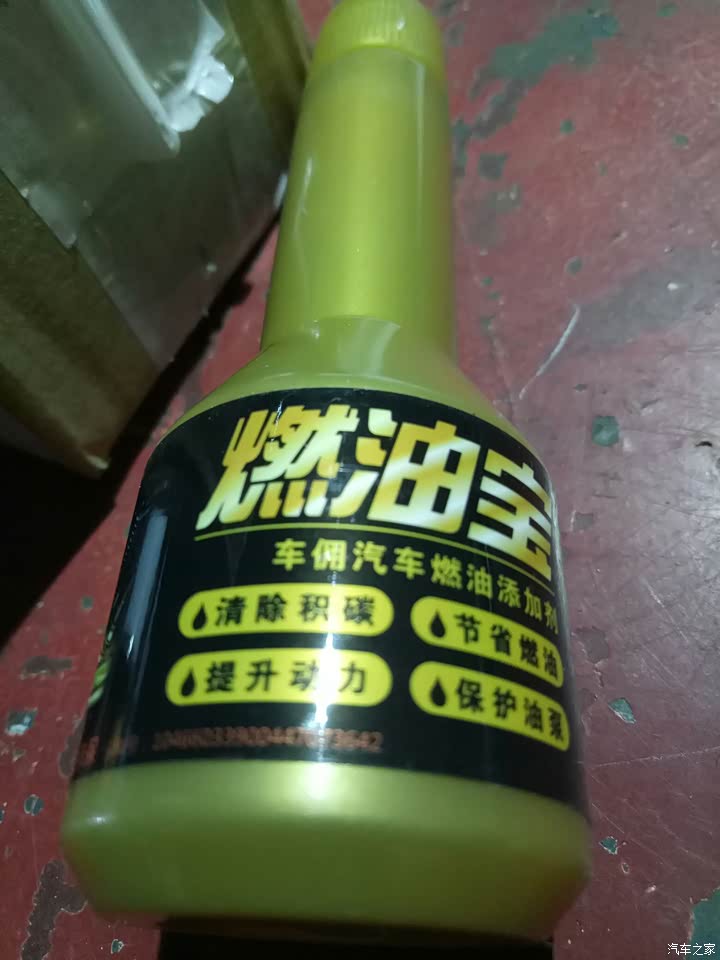 燃油宝
车佣汽车燃油添加剂
清除积碳
节省燃油
提升动力
保护油泵
汽车之家